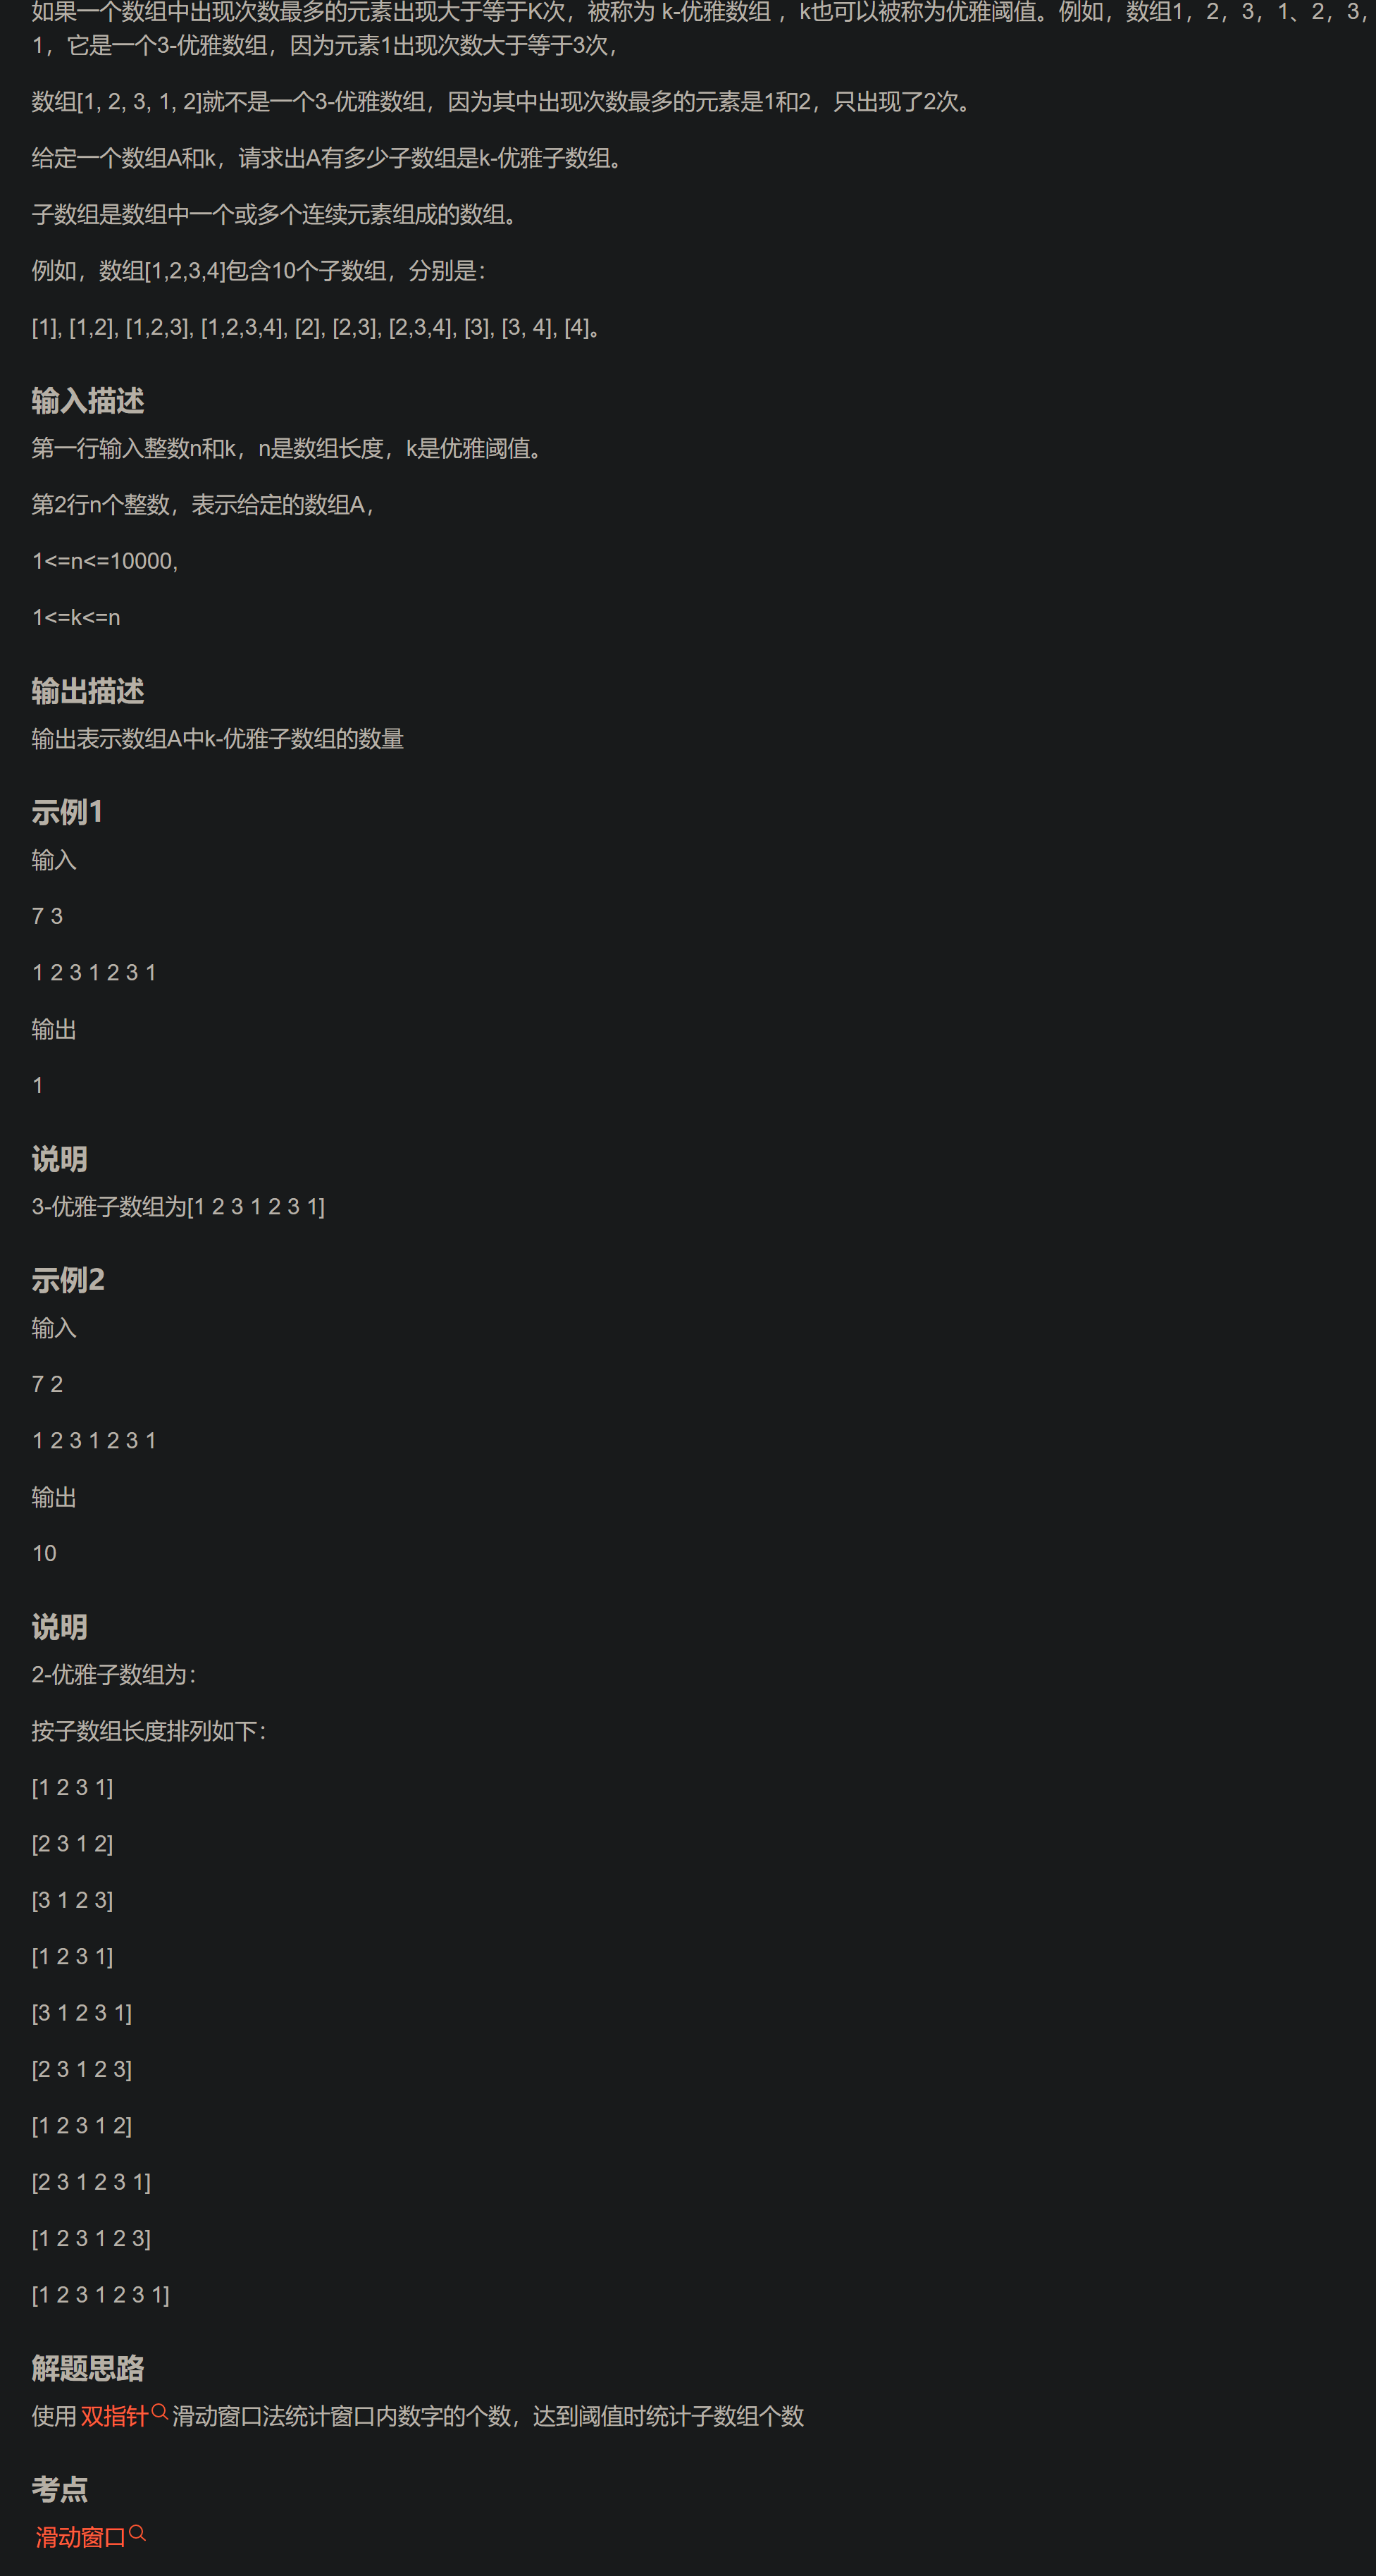 如果一个数组中出现次数最多的元素出现大于等于K次，被称为 k-优雅数组 ，k也可以被称为优雅阈值。例如，数组1，2，3，1、2，3，
1，它是一个3-优雅数组，因为元素1出现次数大于等于3次，
数组[1, 2, 3, 1, 2]就不是一个3-优雅数组，因为其中出现次数最多的元素是1和2，只出现了2次。
给定一个数组A和k，请求出A有多少子数组是k-优雅子数组。
子数组是数组中一个或多个连续元素组成的数组。
例如，数组[1,2,3,4]包含10个子数组，分别是：
[1], [1,2], [1,2,3], [1,2,3,4], [2], [2,3], [2,3,4], [3], [3, 4], [4]。
输入描述
第一行输入整数n和k，n是数组长度，k是优雅阈值。
第2行n个整数，表示给定的数组A，
1<=n<=10000,
1<=k<=n
输出描述
输出表示数组A中k-优雅子数组的数量
示例1
输入
7 3
1 2 3 1 2 3 1
输出
1
说明
3-优雅子数组为[1 2 3 1 2 3 1]
示例2
输入
7 2
1 2 3 1 2 3 1
输出
10
说明
2-优雅子数组为：
按子数组长度排列如下：
[1 2 3 1]
[2 3 1 2]
[3 1 2 3]
[1 2 3 1]
[3 1 2 3 1]
[2 3 1 2 3]
[1 2 3 1 2]
[2 3 1 2 3 1]
[1 2 3 1 2 3]
[1 2 3 1 2 3 1]
解题思路
使用 双指针 滑动窗口法统计窗口内数字的个数，达到阈值时统计子数组个数
考点
滑动窗口